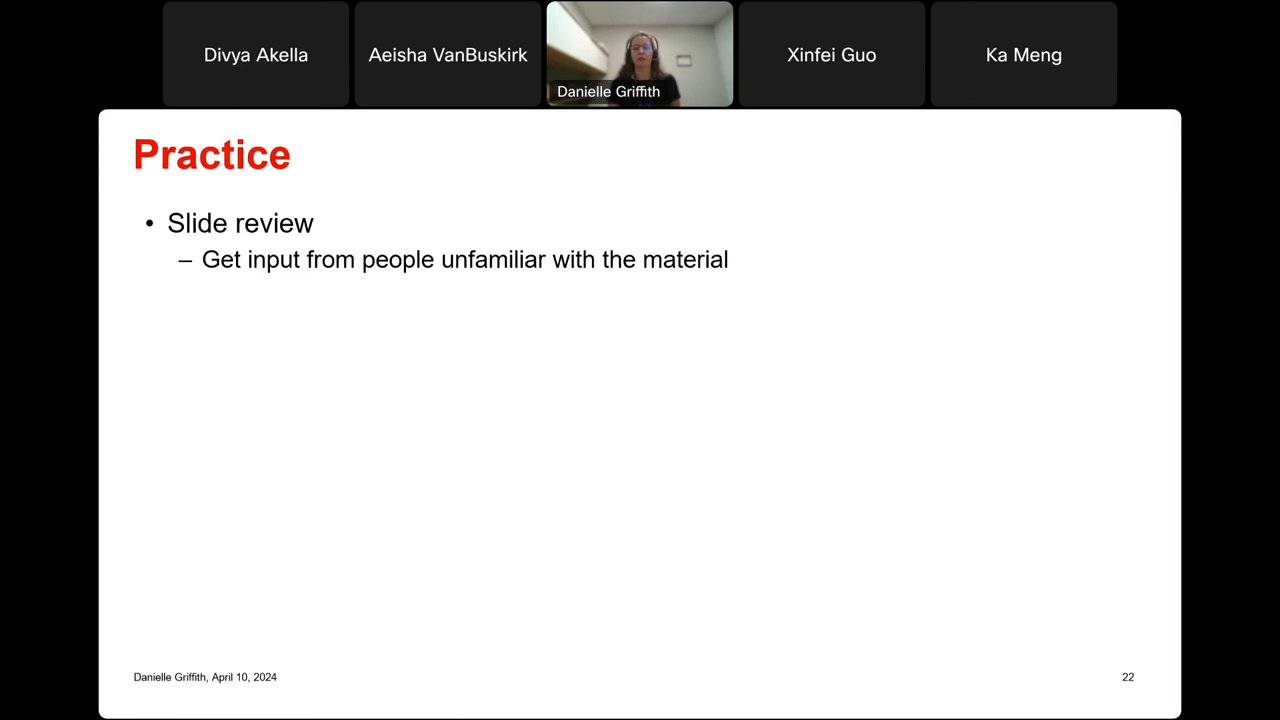 Divya Akella
Aeisha VanBuskirk
Danielle Griffith
Xinfei Guo
Ka Meng
Practice
• Slide review
– Get input from people unfamiliar with the material
Danielle Griffith, April 10, 2024
22